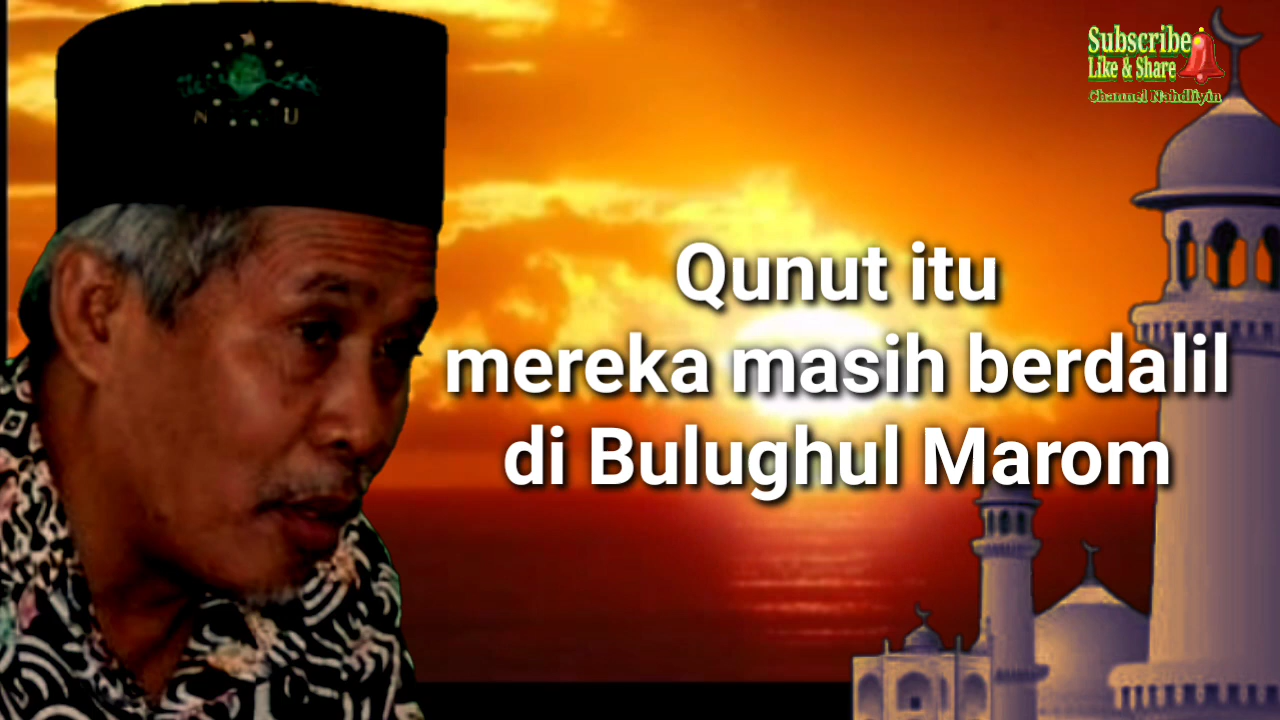 Subscribe
Like & Share
Channel Nahdliyin
N U
Qunut itu
mereka masih berdalil
di Bulughul Marom